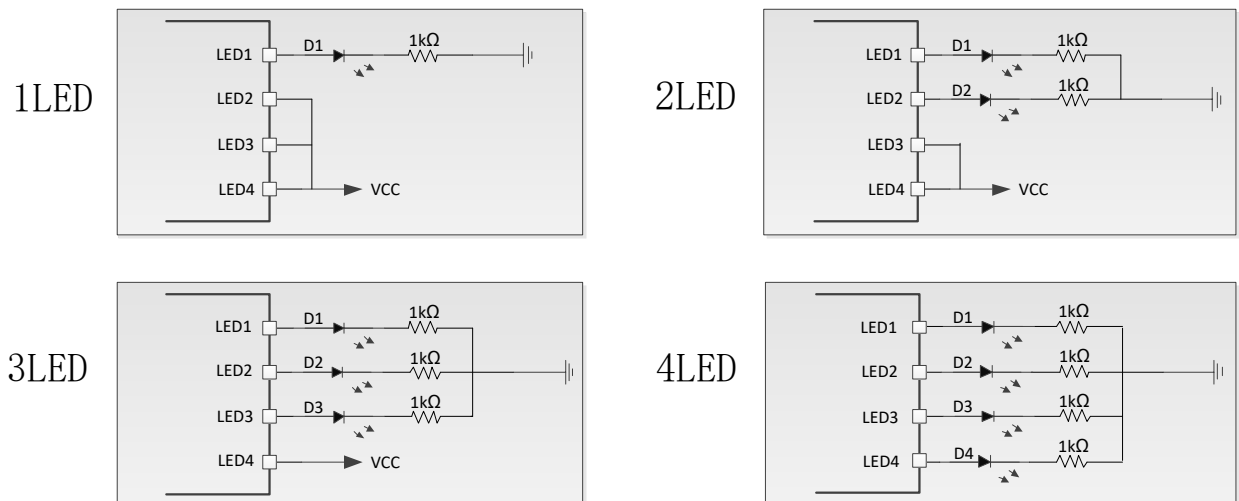 1LED
LED1 D1 1kΩ
LED2
LED3
LED4 VCC
2LED
LED1 D1 1kΩ
LED2 D2 1kΩ
LED3
LED4 VCC
3LED
LED1 D1 1kΩ
LED2 D2 1kΩ
LED3 D3 1kΩ
LED4 VCC
4LED
LED1 D1 1kΩ
LED2 D2 1kΩ
LED3 D3 1kΩ
LED4 D4 1kΩ